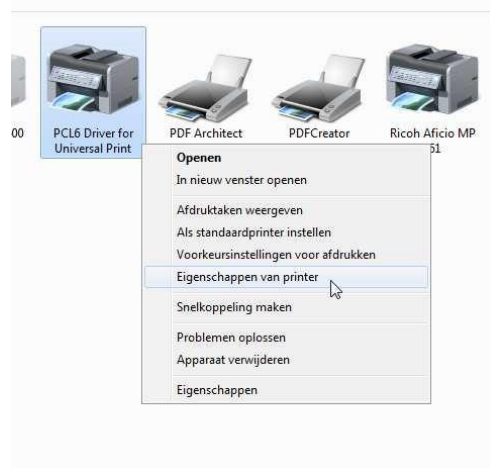 00
PCL6 Driver for
Universal Print
PDF Architect
PDFCreator
Ricoh Aficio MP
61
Openen
In nieuw venster openen
Afdruktaken weergeven
Als standaardprinter instellen
Voorkeursinstellingen voor afdrukken
Eigenschappen van printer
Snelkoppeling maken
Problemen oplossen
Apparaat verwijderen
Eigenschappen